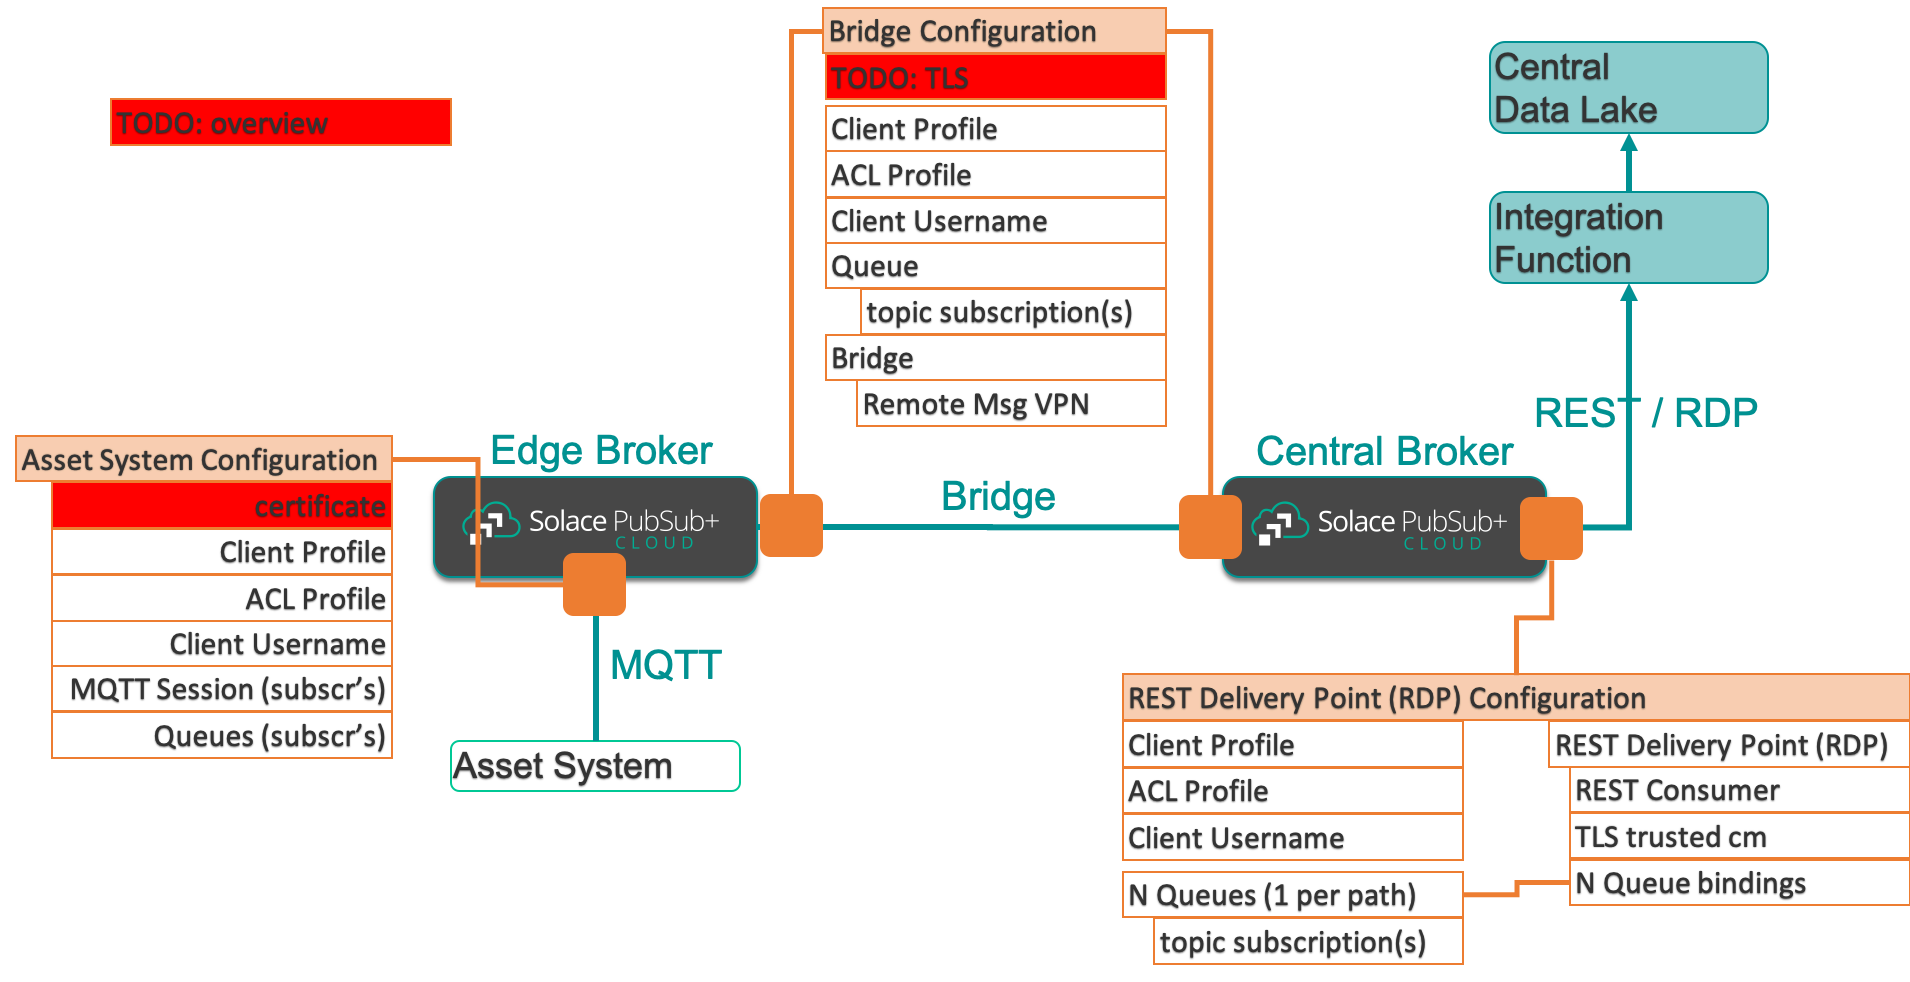 TODO: overview
Bridge Configuration
TODO: TLS
Client Profile
ACL Profile
Client Username
Queue
topic subscription(s)
Bridge
Remote Msg VPN
Central
Data Lake
Integration
Function
REST / RDP
Asset System Configuration
certificate
Client Profile
ACL Profile
Client Username
MQTT Session (subscr’s)
Queues (subscr’s)
Edge Broker
Solace PubSub+
CLOUD
MQTT
Asset System
Bridge
Central Broker
Solace PubSub+
CLOUD
REST Delivery Point (RDP) Configuration
Client Profile
ACL Profile
Client Username
N Queues (1 per path)
topic subscription(s)
REST Delivery Point (RDP)
REST Consumer
TLS trusted cm
N Queue bindings